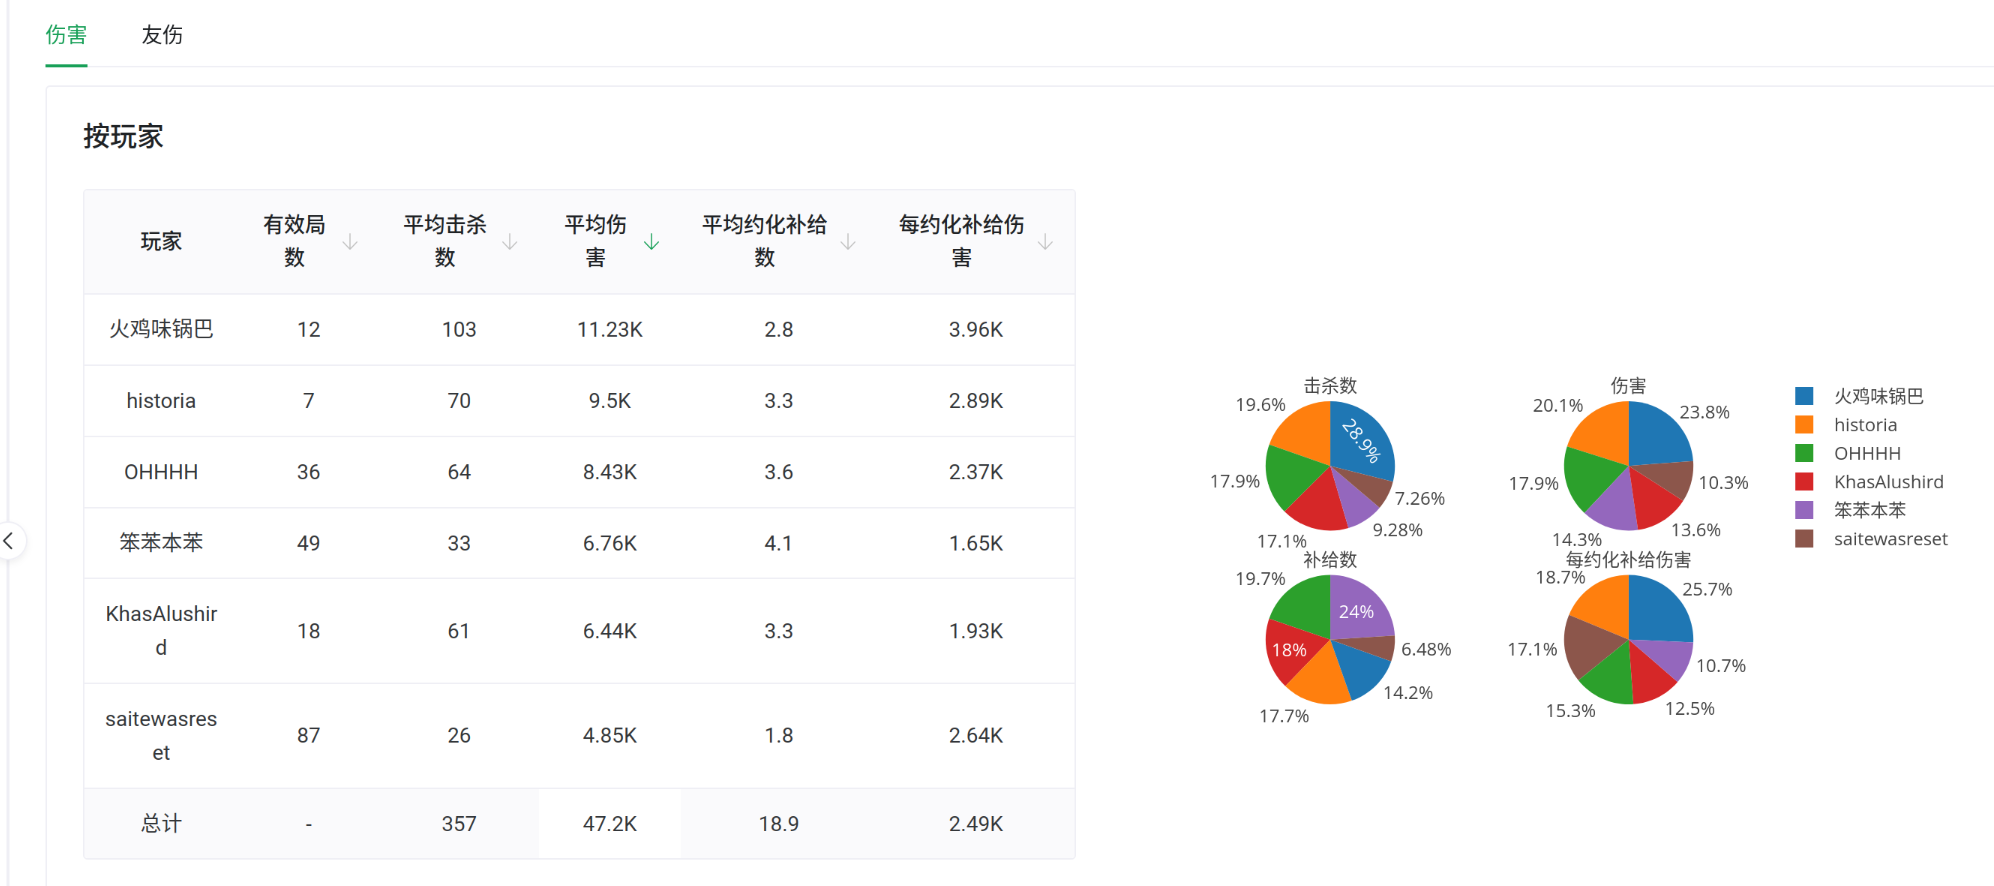 伤害 友伤
按玩家
玩家 有效局数 平均击杀数 平均伤害 平均约化补给数 每约化补给伤害
火鸡味锅巴 12 103 11.23K 2.8 3.96K
historia 7 70 9.5K 3.3 2.89K
OHHHH 36 64 8.43K 3.6 2.37K
笨苯本苯 49 33 6.76K 4.1 1.65K
KhasAlushird 18 61 6.44K 3.3 1.93K
saitewasreset 87 26 4.85K 1.8 2.64K
总计 - 357 47.2K 18.9 2.49K
击杀数
28.9%
7.26%
9.28%
17.1%
17.9%
19.6%
伤害
23.8%
10.3%
13.6%
14.3%
17.9%
20.1%
补给数
24%
6.48%
14.2%
17.7%
18%
19.7%
每约化补给伤害
25.7%
10.7%
12.5%
15.3%
17.1%
18.7%
火鸡味锅巴
historia
OHHHH
KhasAlushird
笨苯本苯
saitewasreset